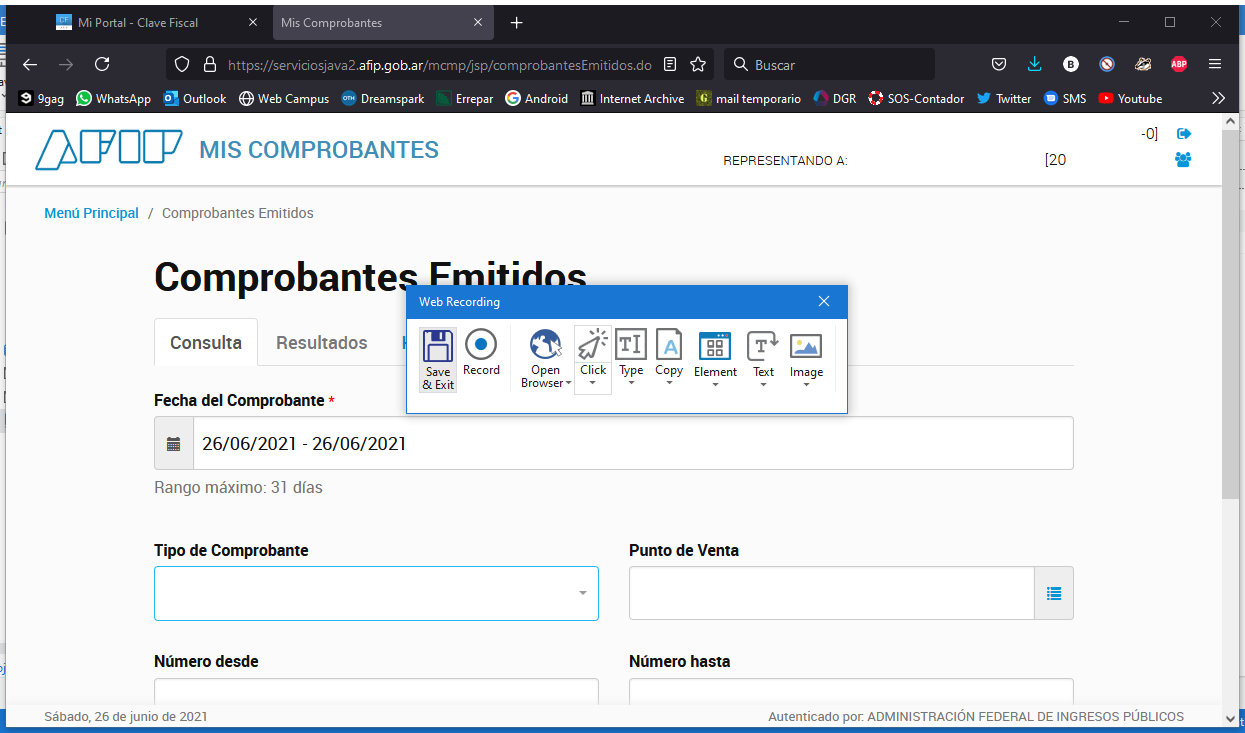 Mi Portal - Clave Fiscal
Mis Comprobantes
https://serviciosjava2.afip.gob.ar/mcmp/jsp/comprobantesEmitidos.do
Buscar
B
ABP
9gag WhatsApp Outlook Web Campus Dreamspark Errepar Android Internet Archive mail temporario DGR SOS-Contador Twitter SMS Youtube
AFIP MIS COMPROBANTES
-0]
REPRESENTANDO A: [20
Menú Principal / Comprobantes Emitidos
Comprobantes Emitidos
Web Recording
Consulta Resultados
Save & Exit
Record
Open Browser
Click
Type
Copy
Element
Text
Image
Fecha del Comprobante *
26/06/2021 - 26/06/2021
Rango máximo: 31 días
Tipo de Comprobante
Punto de Venta
Número desde
Número hasta
Sábado, 26 de junio de 2021
Autenticado por: ADMINISTRACIÓN FEDERAL DE INGRESOS PÚBLICOS